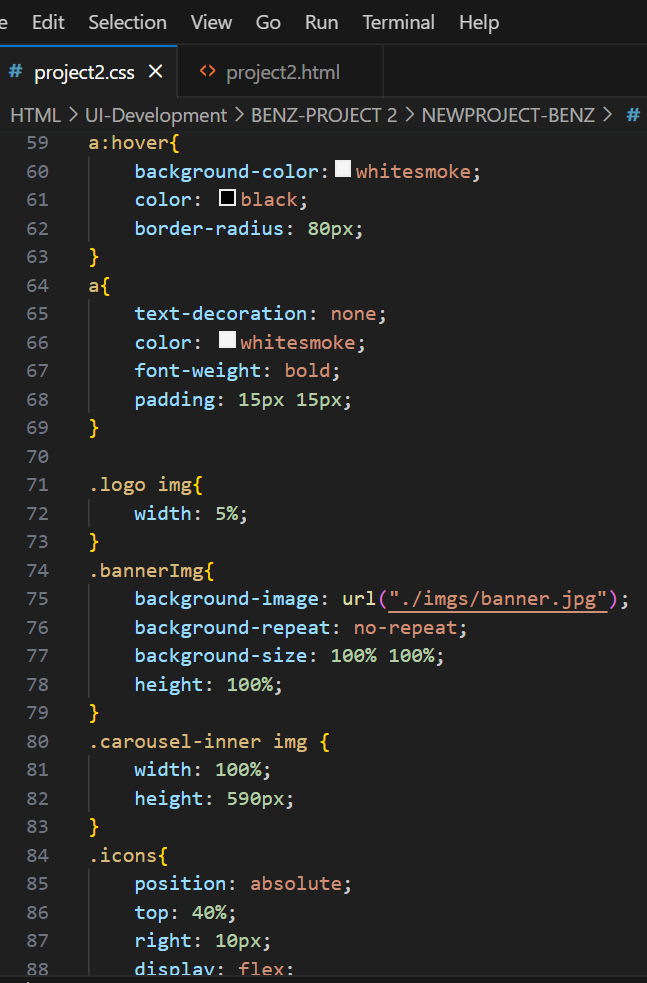 e Edit Selection View Go Run Terminal Help
# project2.css × <> project2.html
HTML > UI-Development > BENZ-PROJECT 2 > NEWPROJECT-BENZ > #
59 a:hover{
60 background-color: whitesmoke;
61 color: black;
62 border-radius: 80px;
63 }
64 a{
65 text-decoration: none;
66 color: whitesmoke;
67 font-weight: bold;
68 padding: 15px 15px;
69 }
70
71 .logo img{
72 width: 5%;
73 }
74 .bannerImg{
75 background-image: url("./imgs/banner.jpg");
76 background-repeat: no-repeat;
77 background-size: 100% 100%;
78 height: 100%;
79 }
80 .carousel-inner img {
81 width: 100%;
82 height: 590px;
83 }
84 .icons{
85 position: absolute;
86 top: 40%;
87 right: 10px;
88 display: flex;